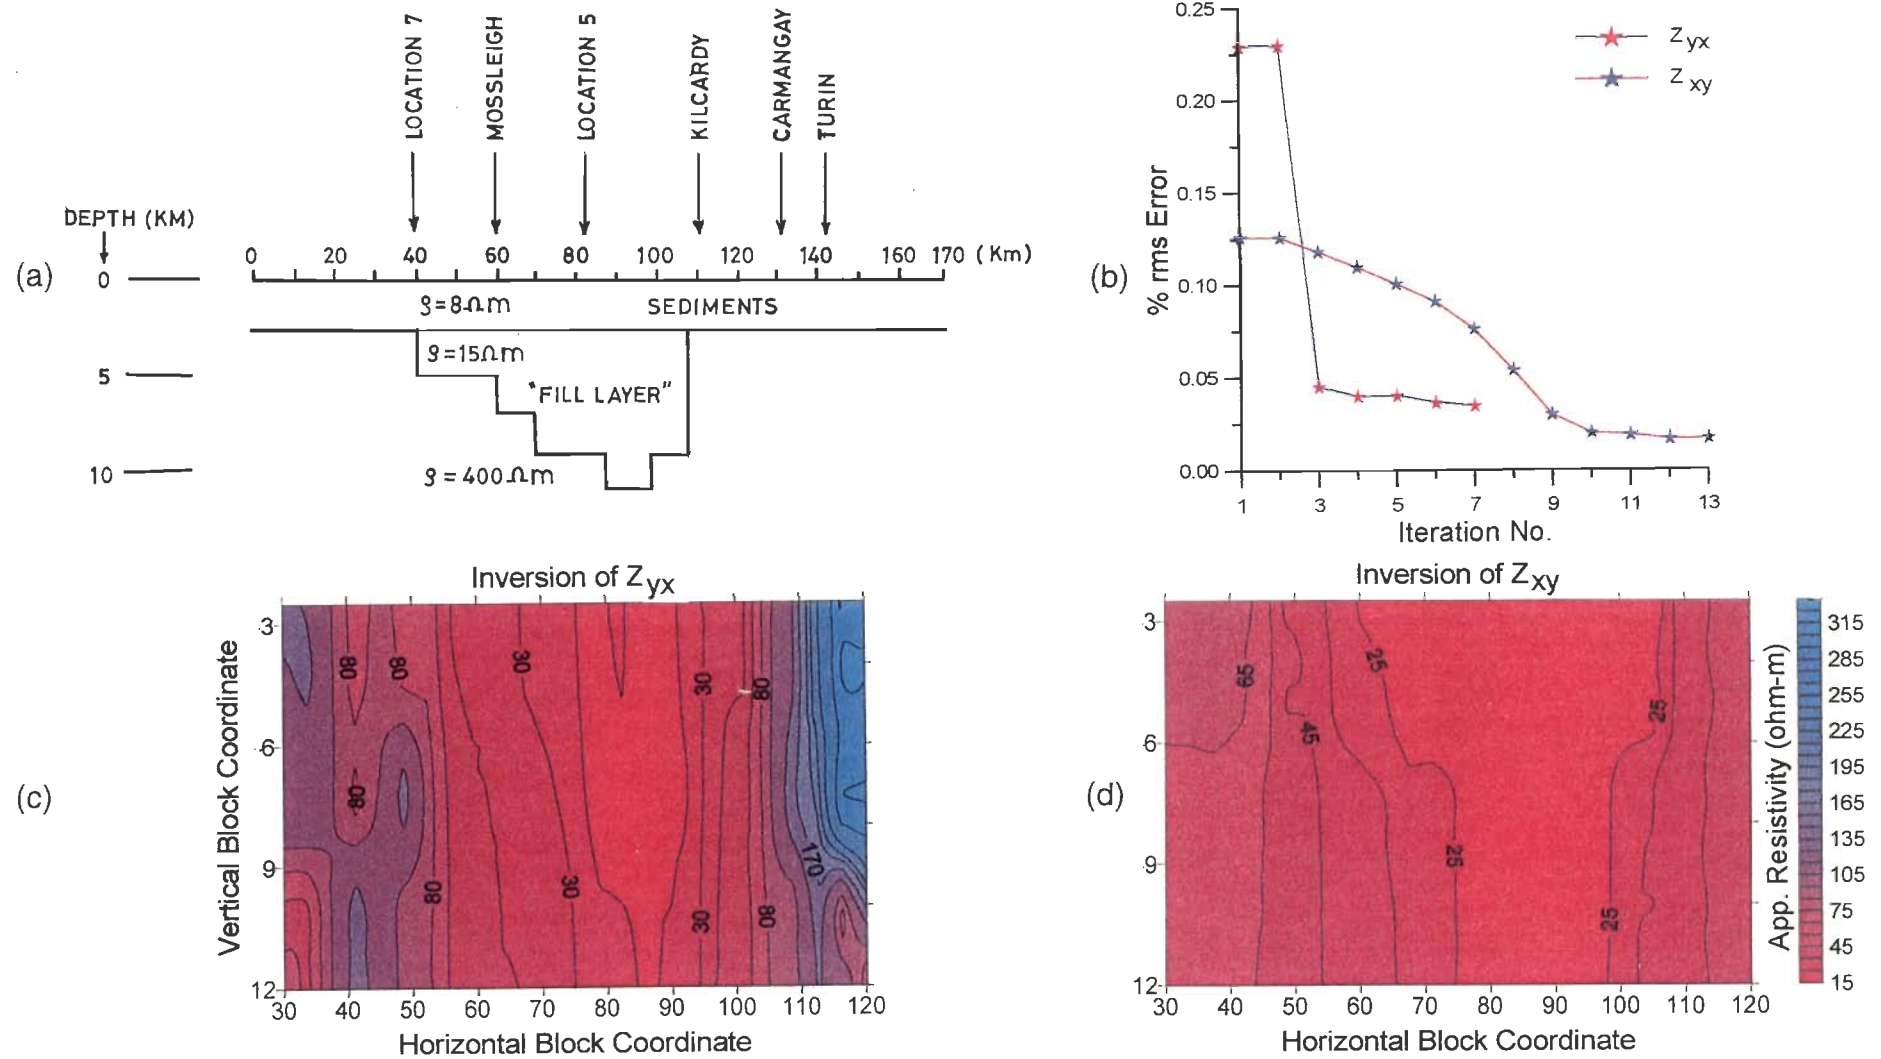 (a)
LOCATION 7
MOSSLEIGH
LOCATION 5
KILCARDY
CARMANGAY
TURIN
DEPTH (KM)
0 20 40 60 80 100 120 140 160 170 (Km)
0
ρ=8Ωm SEDIMENTS
ρ=15Ωm
5
"FILL LAYER"
10
ρ=400Ωm
(b)
% rms Error
0.25
0.20
0.15
0.10
0.05
0.00
1 3 5 7 9 11 13
Iteration No.
Z yx
Z xy
(c)
Inversion of Z yx
Vertical Block Coordinate
3
6
9
12
80 80 30 30 80
80
170
80 30 30 80
30 40 50 60 70 80 90 100 110 120
Horizontal Block Coordinate
(d)
Inversion of Z xy
3
6
9
12
65 25
45 25
25
25
30 40 50 60 70 80 90 100 110 120
Horizontal Block Coordinate
App. Resistivity (ohm-m)
315
285
255
225
195
165
135
105
75
45
15